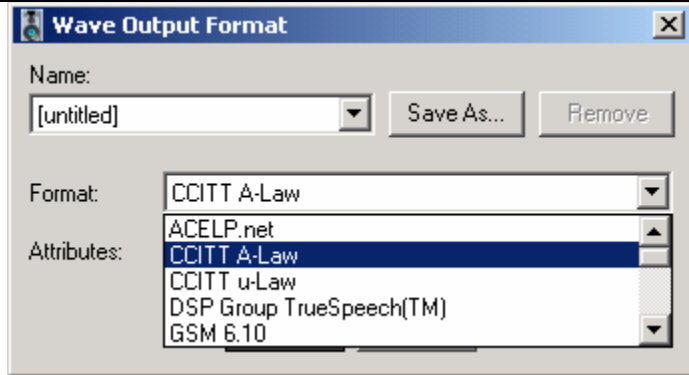 Wave Output Format
Name:
[untitled]
Save As...
Remove
Format:
CCITT A-Law
Attributes:
ACELP.net
CCITT A-Law
CCITT u-Law
DSP Group TrueSpeech(TM)
GSM 6.10